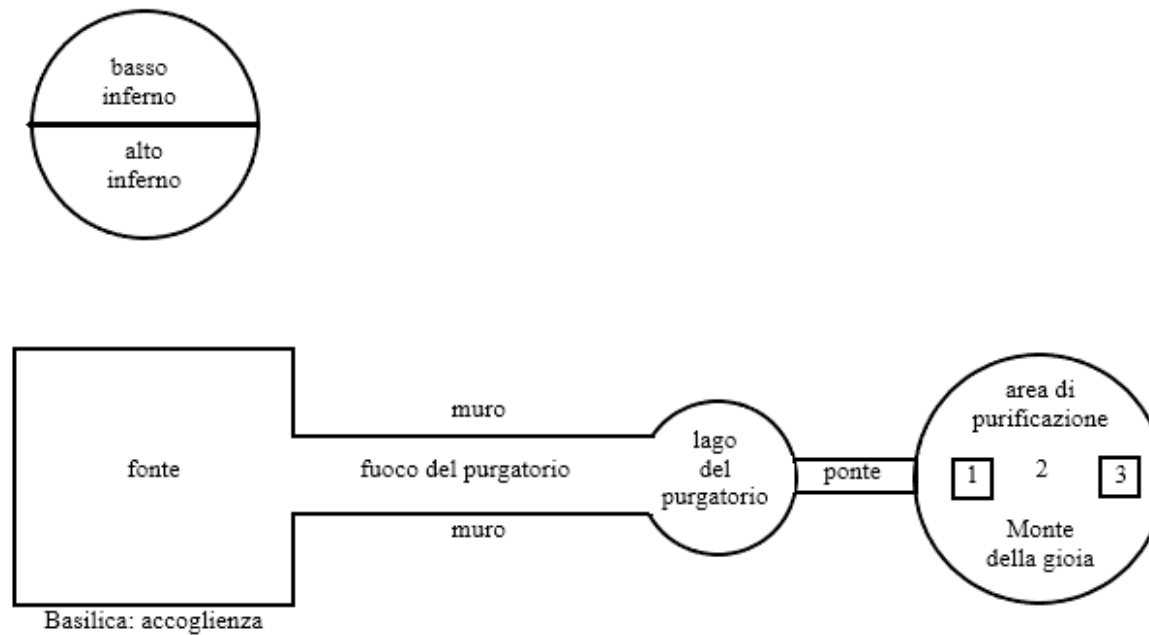 basso
inferno
alto
inferno
muro
fonte
fuoco del purgatorio
muro
Basilica: accoglienza
lago
del
purgatorio
ponte
area di
purificazione
1 2 3
Monte
della gioia